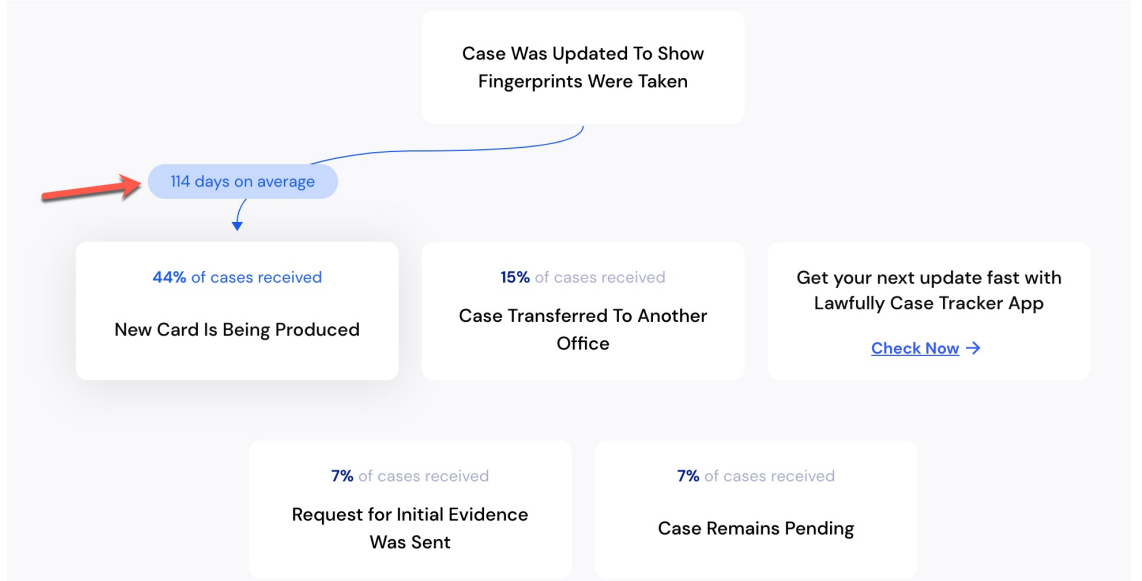 Case Was Updated To Show
Fingerprints Were Taken
114 days on average
44% of cases received
New Card Is Being Produced
15% of cases received
Case Transferred To Another
Office
Get your next update fast with
Lawfully Case Tracker App
Check Now →
7% of cases received
Request for Initial Evidence
Was Sent
7% of cases received
Case Remains Pending